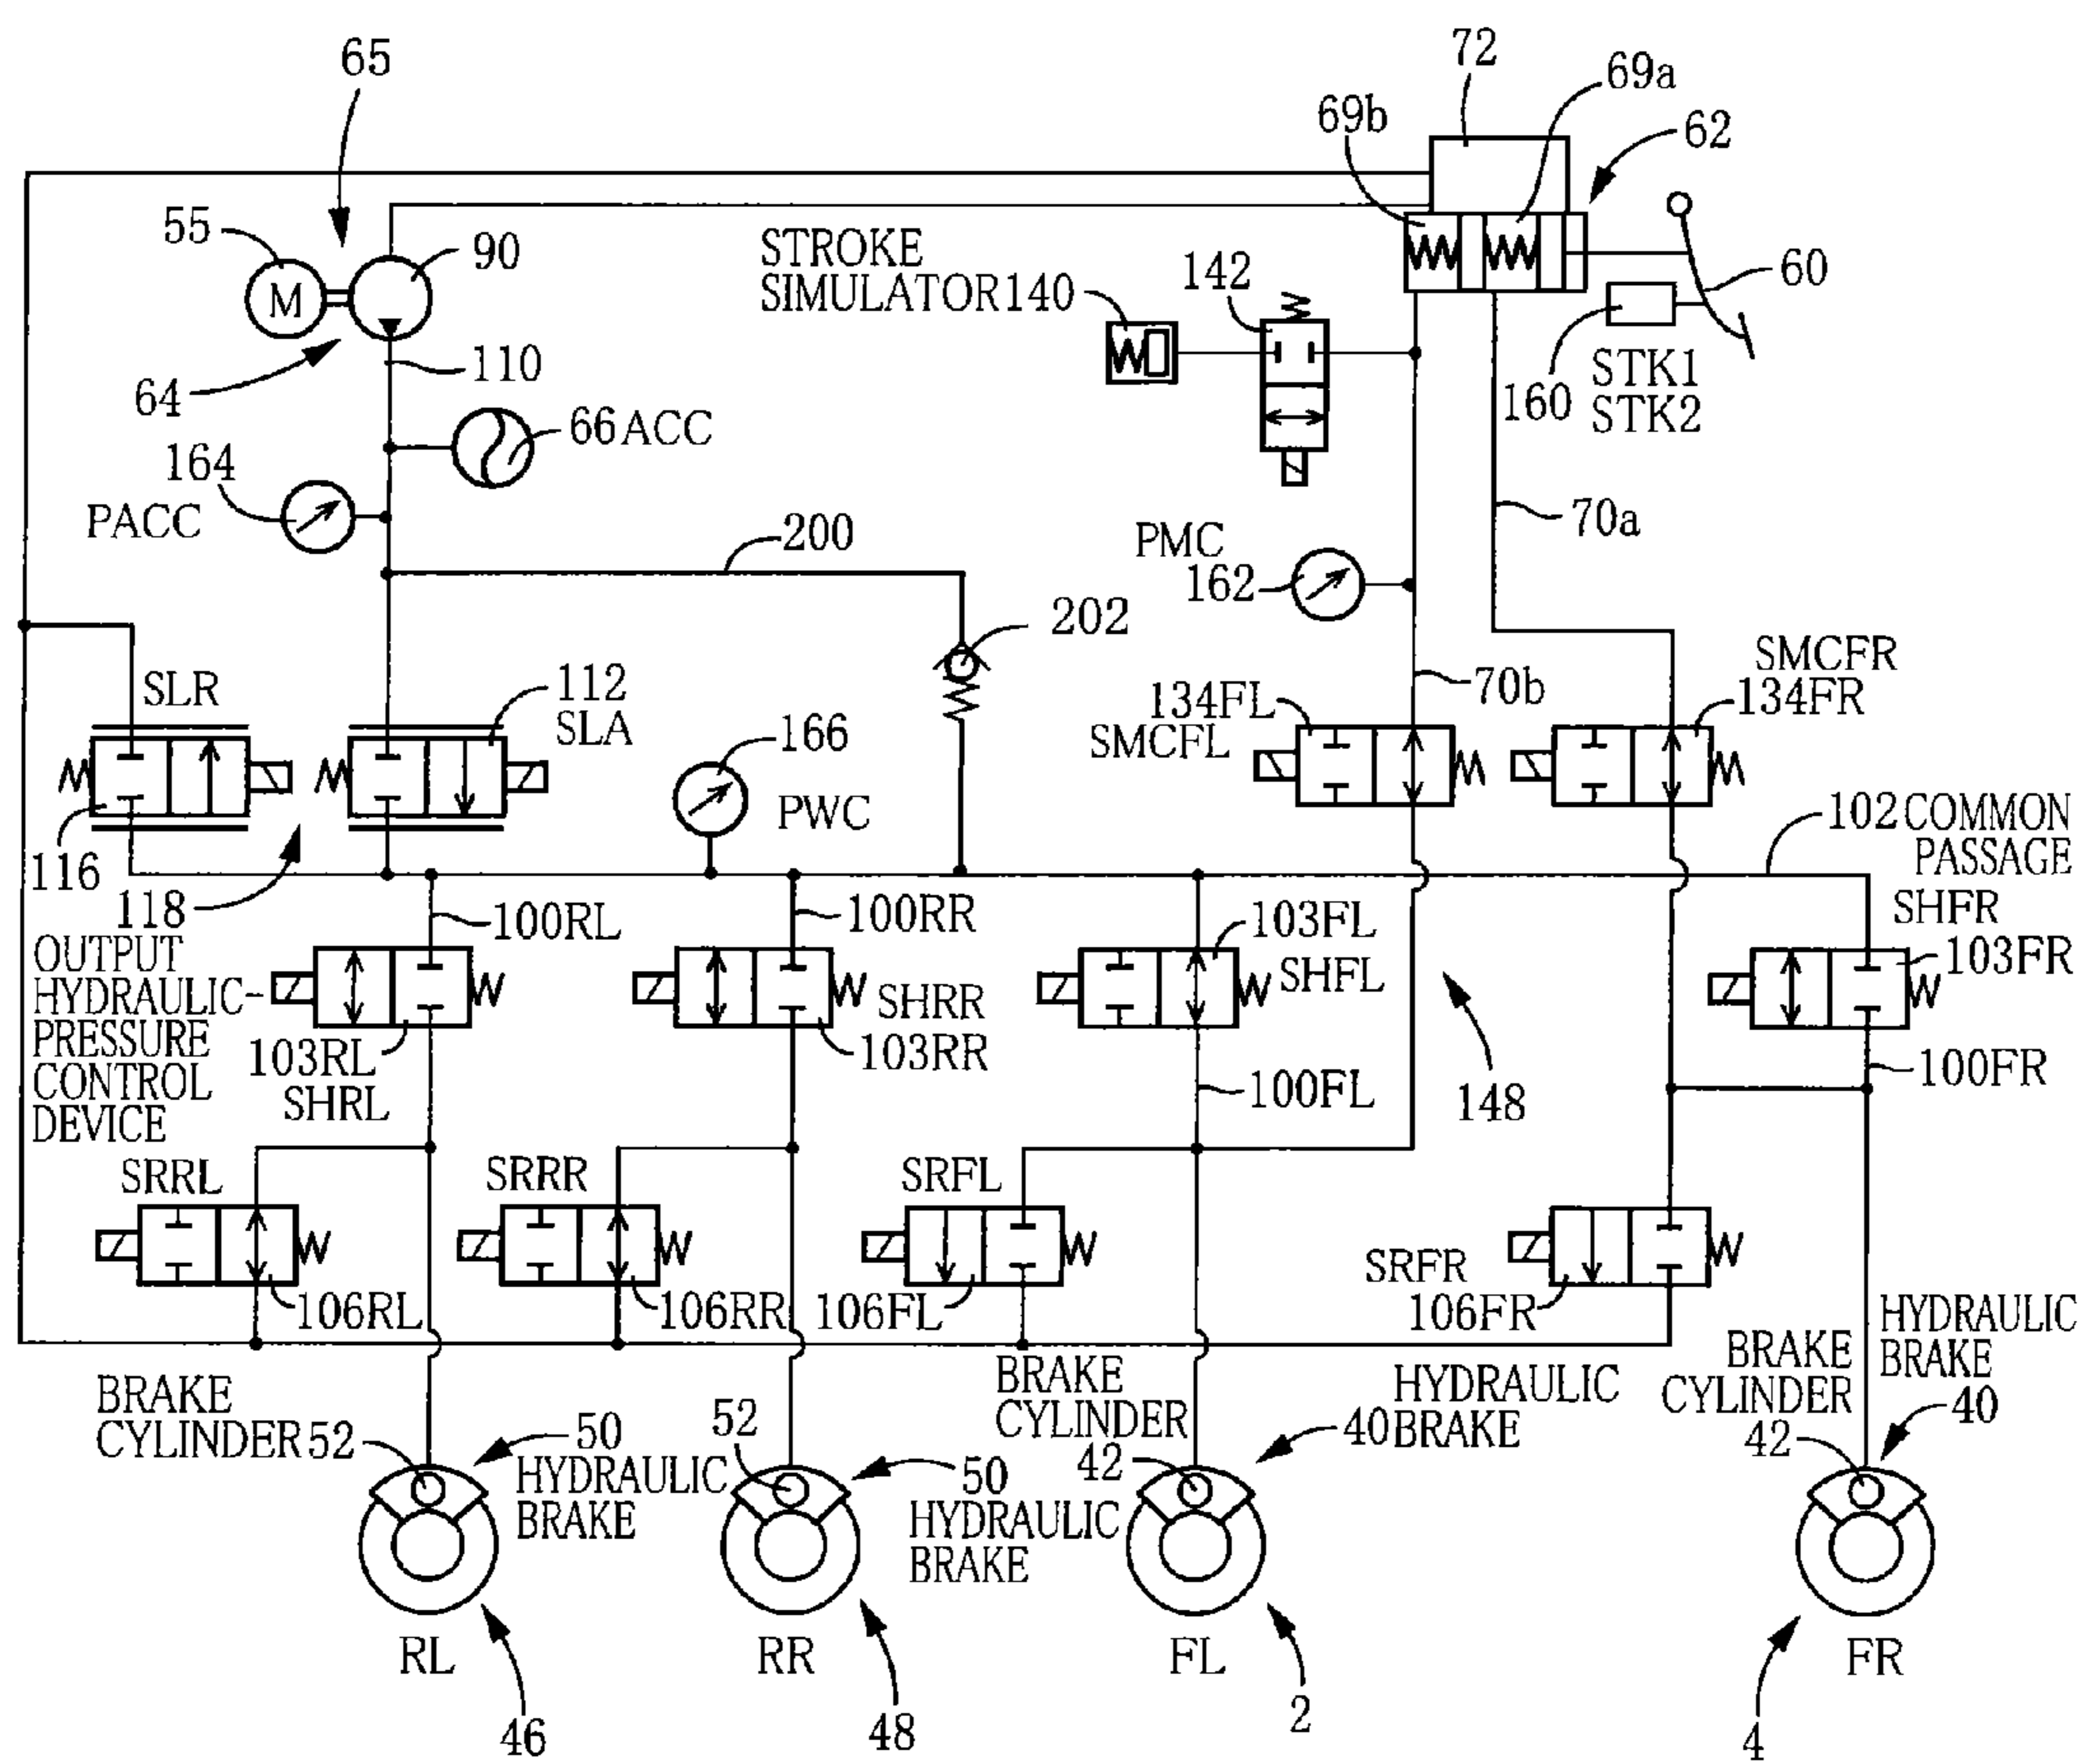 65
72
69a
69b
62
55
90
STROKE
SIMULATOR140
142
60
M
64
110
160
STK1
STK2
66ACC
164
PACC
200
70a
PMC
162
202
SMCFR
134FR
SLR
112
SLA
70b
134FL
SMCFL
166
PWC
102COMMON
PASSAGE
116
118
OUTPUT
HYDRAULIC-
PRESSURE
CONTROL
DEVICE
100RL
100RR
103FL
SHFL
SHFR
103FR
SHRR
103RR
103RL
SHRL
100FL
148
100FR
SRRL
SRRR
SRFL
SRFR
106RL
106RR
106FL
106FR
HYDRAULIC
BRAKE
40
BRAKE
CYLINDER
42
BRAKE
CYLINDER52
50
HYDRAULIC
BRAKE
52
50
HYDRAULIC
BRAKE
BRAKE
CYLINDER
42
HYDRAULIC
40BRAKE
RL
RR
FL
FR
46
48
2
4